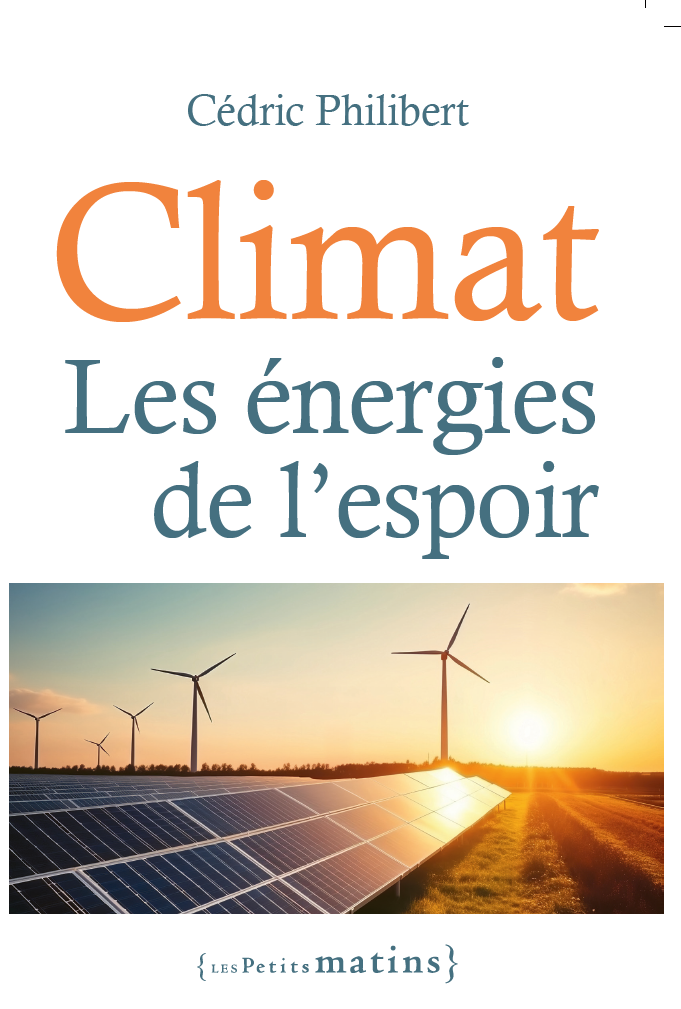 Cédric Philibert
Climat
Les énergies
de l’espoir
{LES Petits matins}